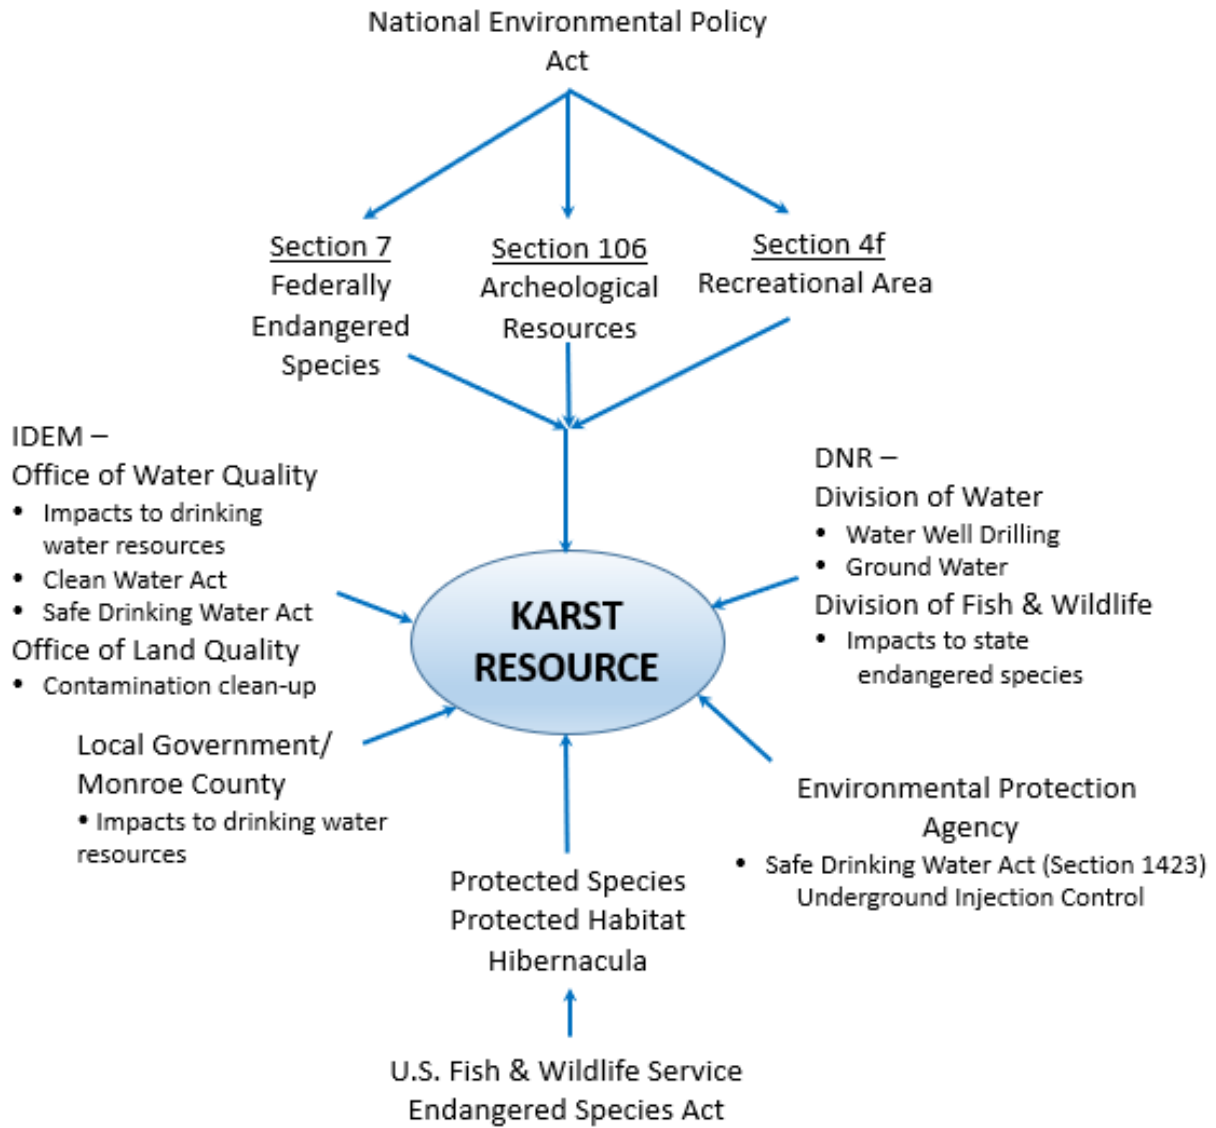 National Environmental Policy
Act
Section 7
Federally
Endangered
Species
Section 106
Archeological
Resources
Section 4f
Recreational Area
IDEM –
Office of Water Quality
• Impacts to drinking
water resources
• Clean Water Act
• Safe Drinking Water Act
Office of Land Quality
• Contamination clean-up
DNR –
Division of Water
• Water Well Drilling
• Ground Water
Division of Fish & Wildlife
• Impacts to state
endangered species
KARST
RESOURCE
Local Government/
Monroe County
• Impacts to drinking water
resources
Environmental Protection
Agency
• Safe Drinking Water Act (Section 1423)
Underground Injection Control
Protected Species
Protected Habitat
Hibernacula
U.S. Fish & Wildlife Service
Endangered Species Act